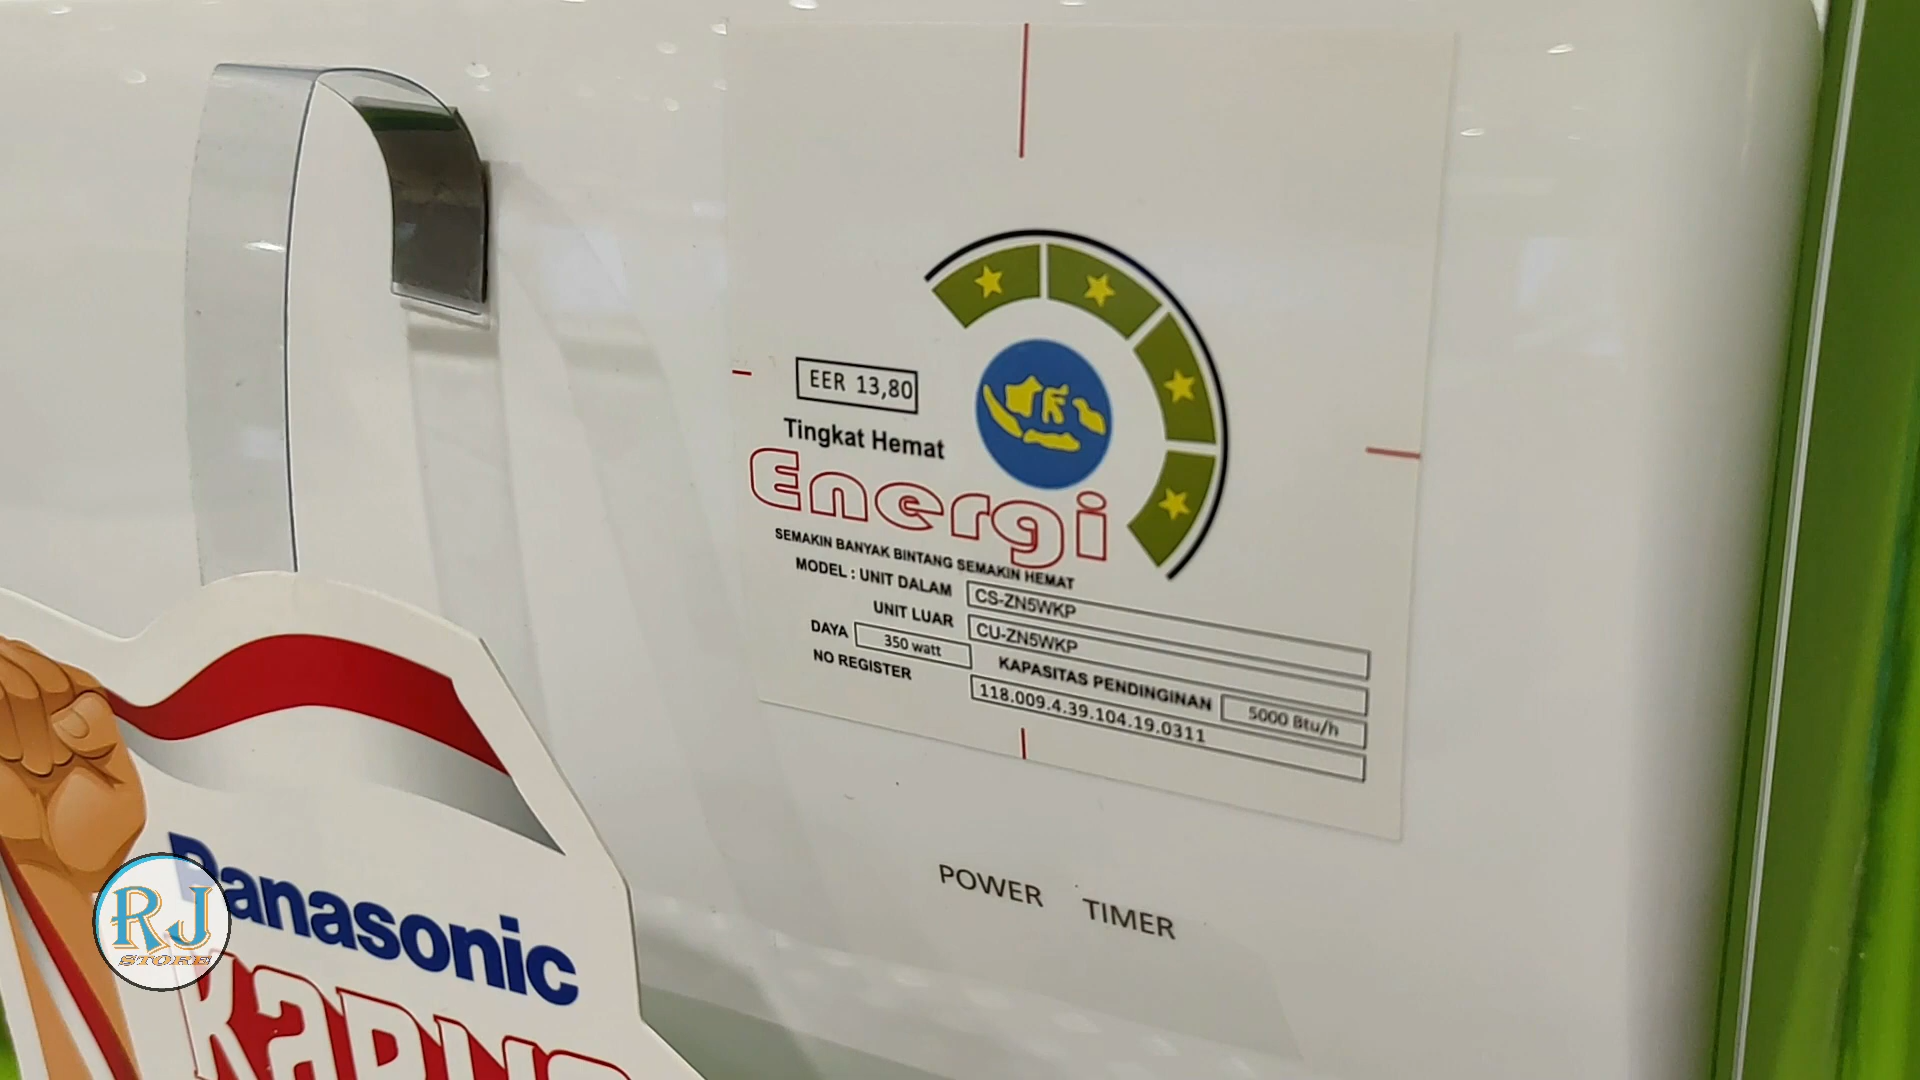 EER 13,80
Tingkat Hemat
Energi
SEMAKIN BANYAK BINTANG SEMAKIN HEMAT
MODEL : UNIT DALAM CS-ZN5WKP
UNIT LUAR CU-ZN5WKP
DAYA 350 watt KAPASITAS PENDINGINAN 5000 Btu/h
NO REGISTER 118.009.4.39.104.19.0311
POWER TIMER
Panasonic
RJ
STORE